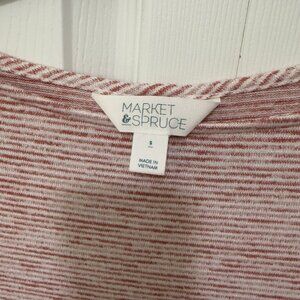 MARKET
&SPRUCE
S
MADE IN
VIETNAM